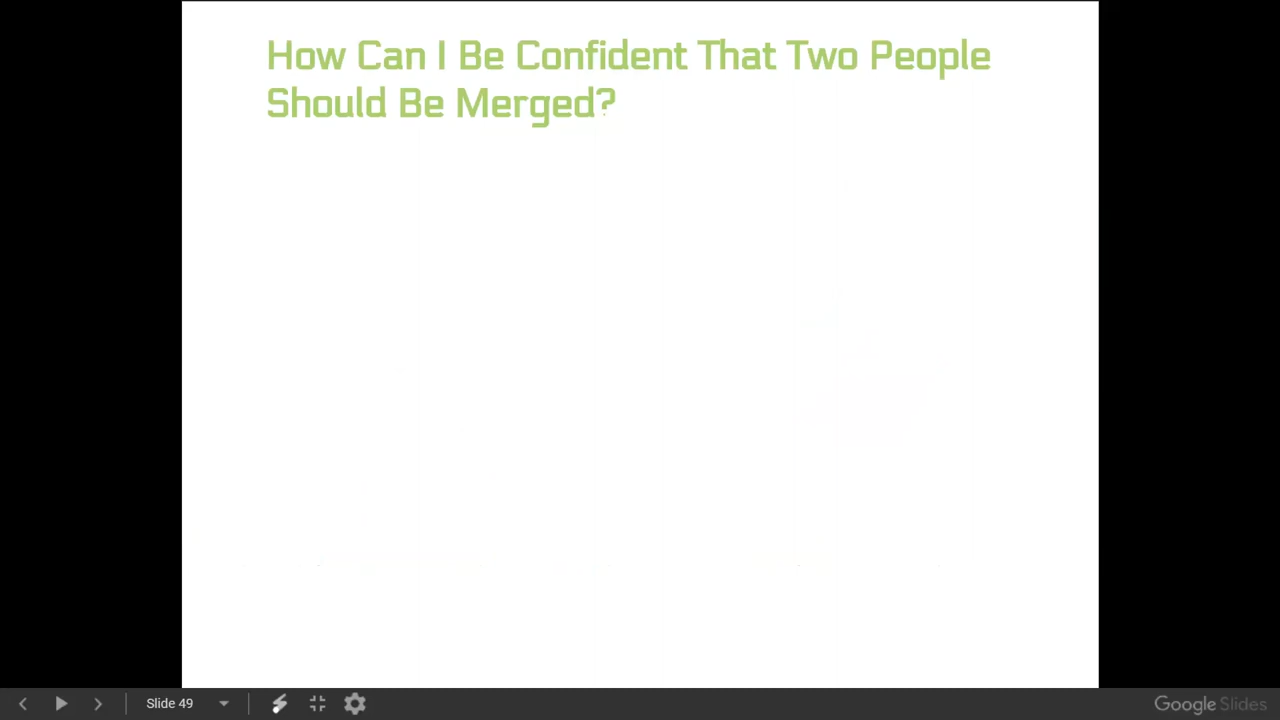 How Can I Be Confident That Two People
Should Be Merged?
Slide 49
Google Slides